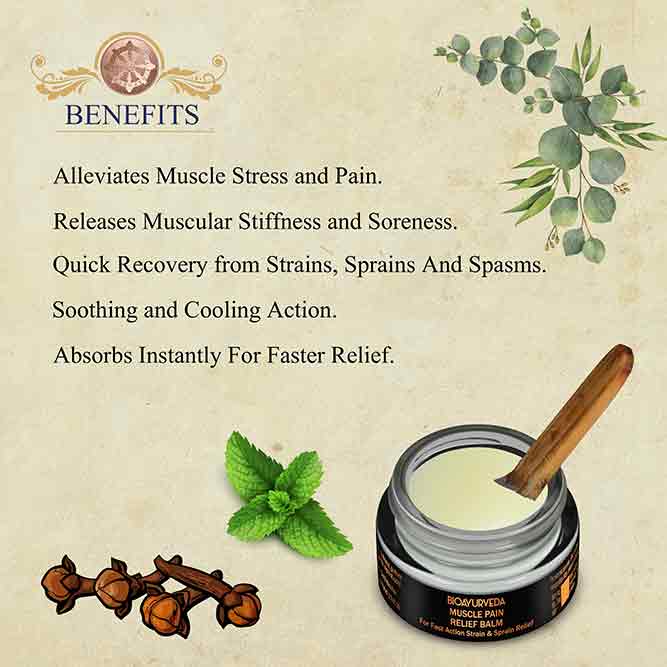 BENEFITS
Alleviates Muscle Stress and Pain.
Releases Muscular Stiffness and Soreness.
Quick Recovery from Strains, Sprains And Spasms.
Soothing and Cooling Action.
Absorbs Instantly For Faster Relief.
BIOAYURVEDA
MUSCLE PAIN
RELIEF BALM
For Fast Action Strain & Sprain Relief